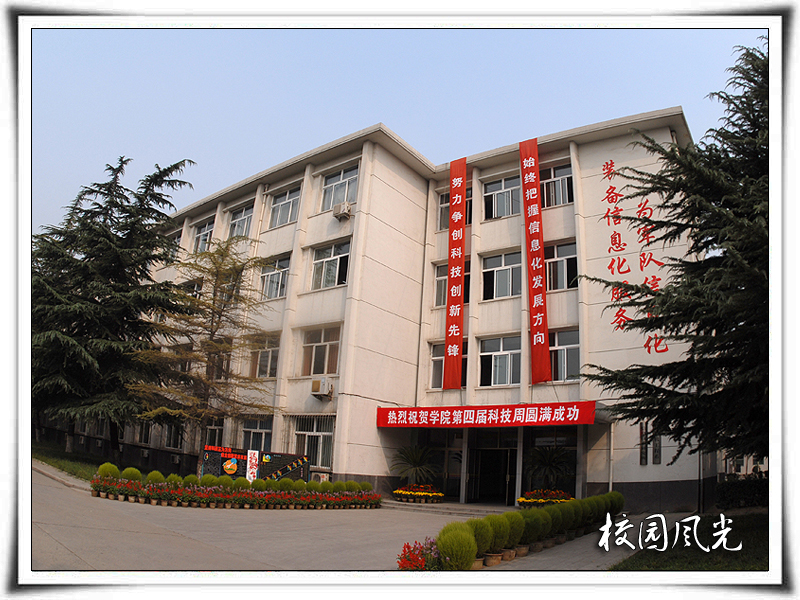 始终把握信息化发展方向
努力争创科技创新先锋
为军队信息化
装备信息化服务
热烈祝贺学院第四届科技周圆满成功
校园风光